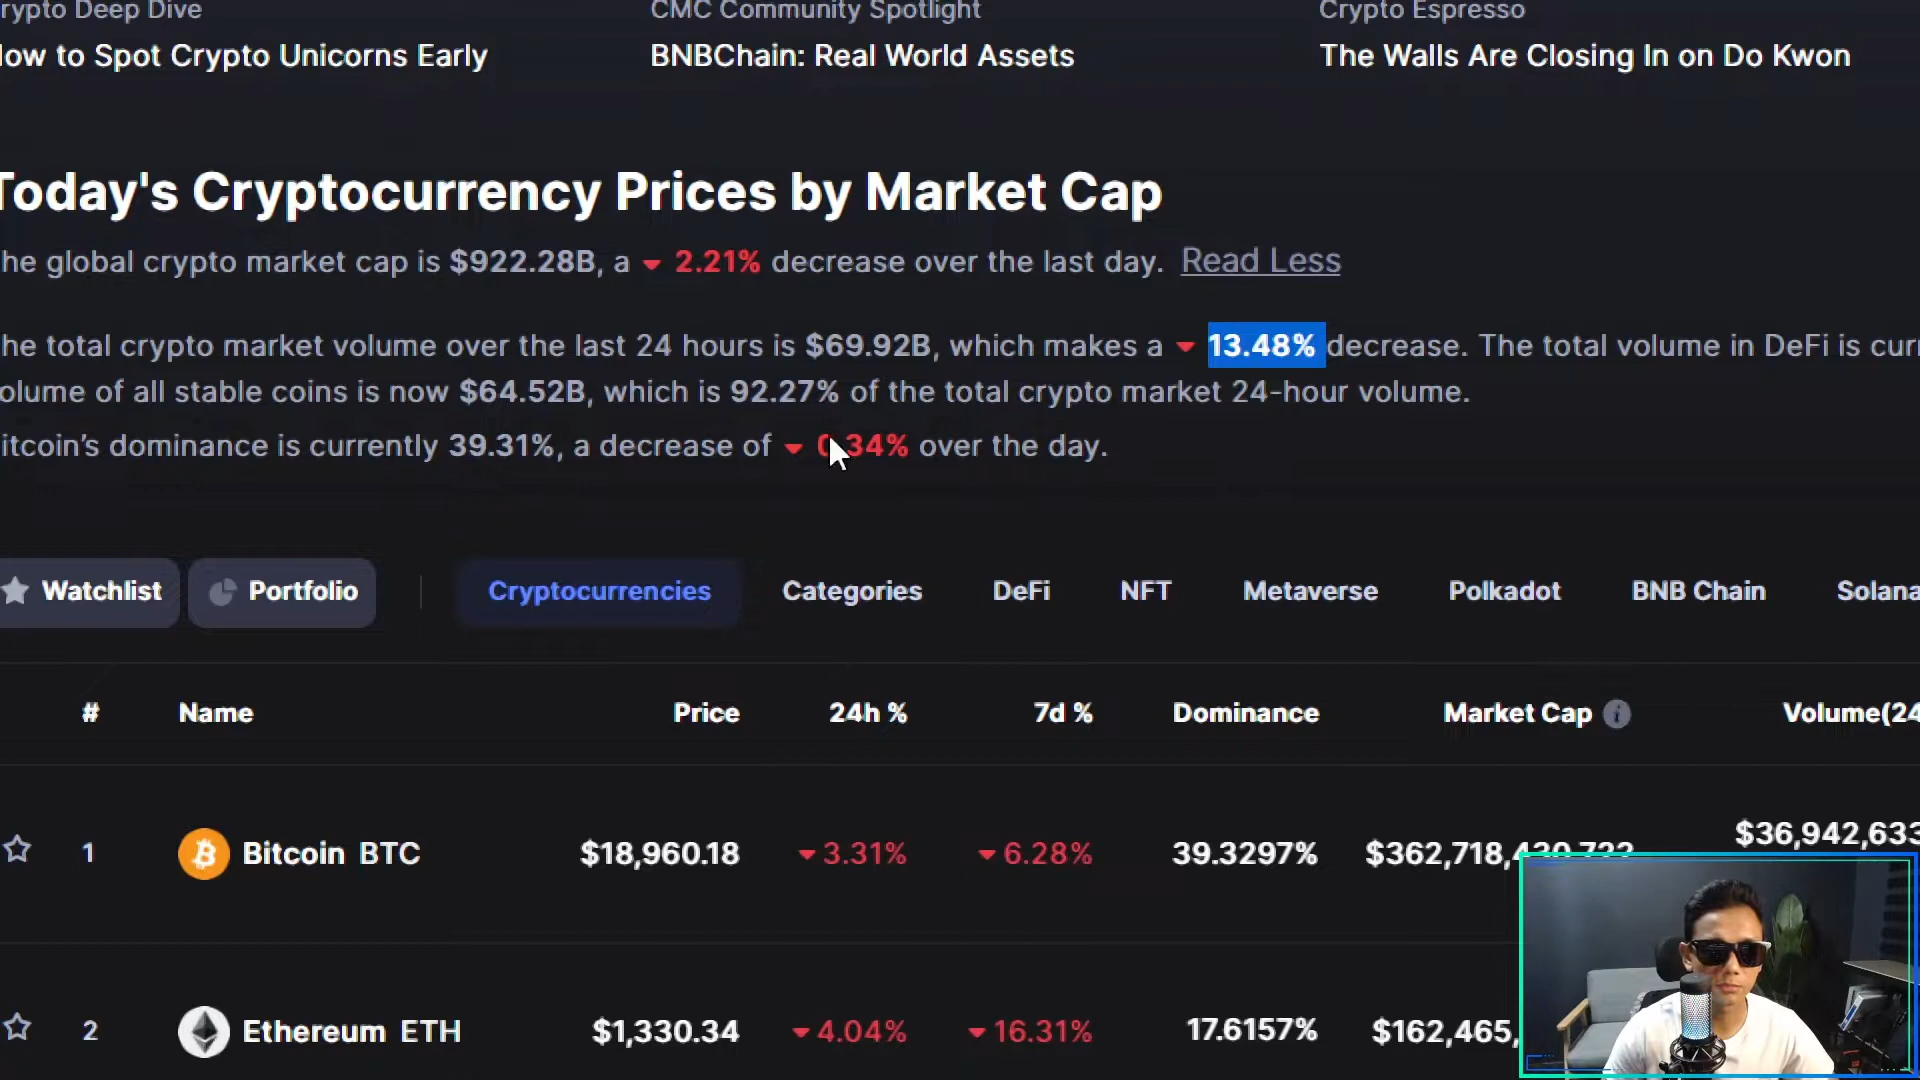 rypto Deep Dive
CMC Community Spotlight
Crypto Espresso
ow to Spot Crypto Unicorns Early
BNBChain: Real World Assets
The Walls Are Closing In on Do Kwon
Today's Cryptocurrency Prices by Market Cap
he global crypto market cap is $922.28B, a 2.21% decrease over the last day. Read Less
he total crypto market volume over the last 24 hours is $69.92B, which makes a 13.48% decrease. The total volume in DeFi is curr
olume of all stable coins is now $64.52B, which is 92.27% of the total crypto market 24-hour volume.
itcoin's dominance is currently 39.31%, a decrease of 0.34% over the day.
Watchlist Portfolio Cryptocurrencies Categories DeFi NFT Metaverse Polkadot BNB Chain Solana
# Name Price 24h % 7d % Dominance Market Cap Volume(24
1 Bitcoin BTC $18,960.18 3.31% 6.28% 39.3297% $362,718, $36,942,633
2 Ethereum ETH $1,330.34 4.04% 16.31% 17.6157% $162,465,